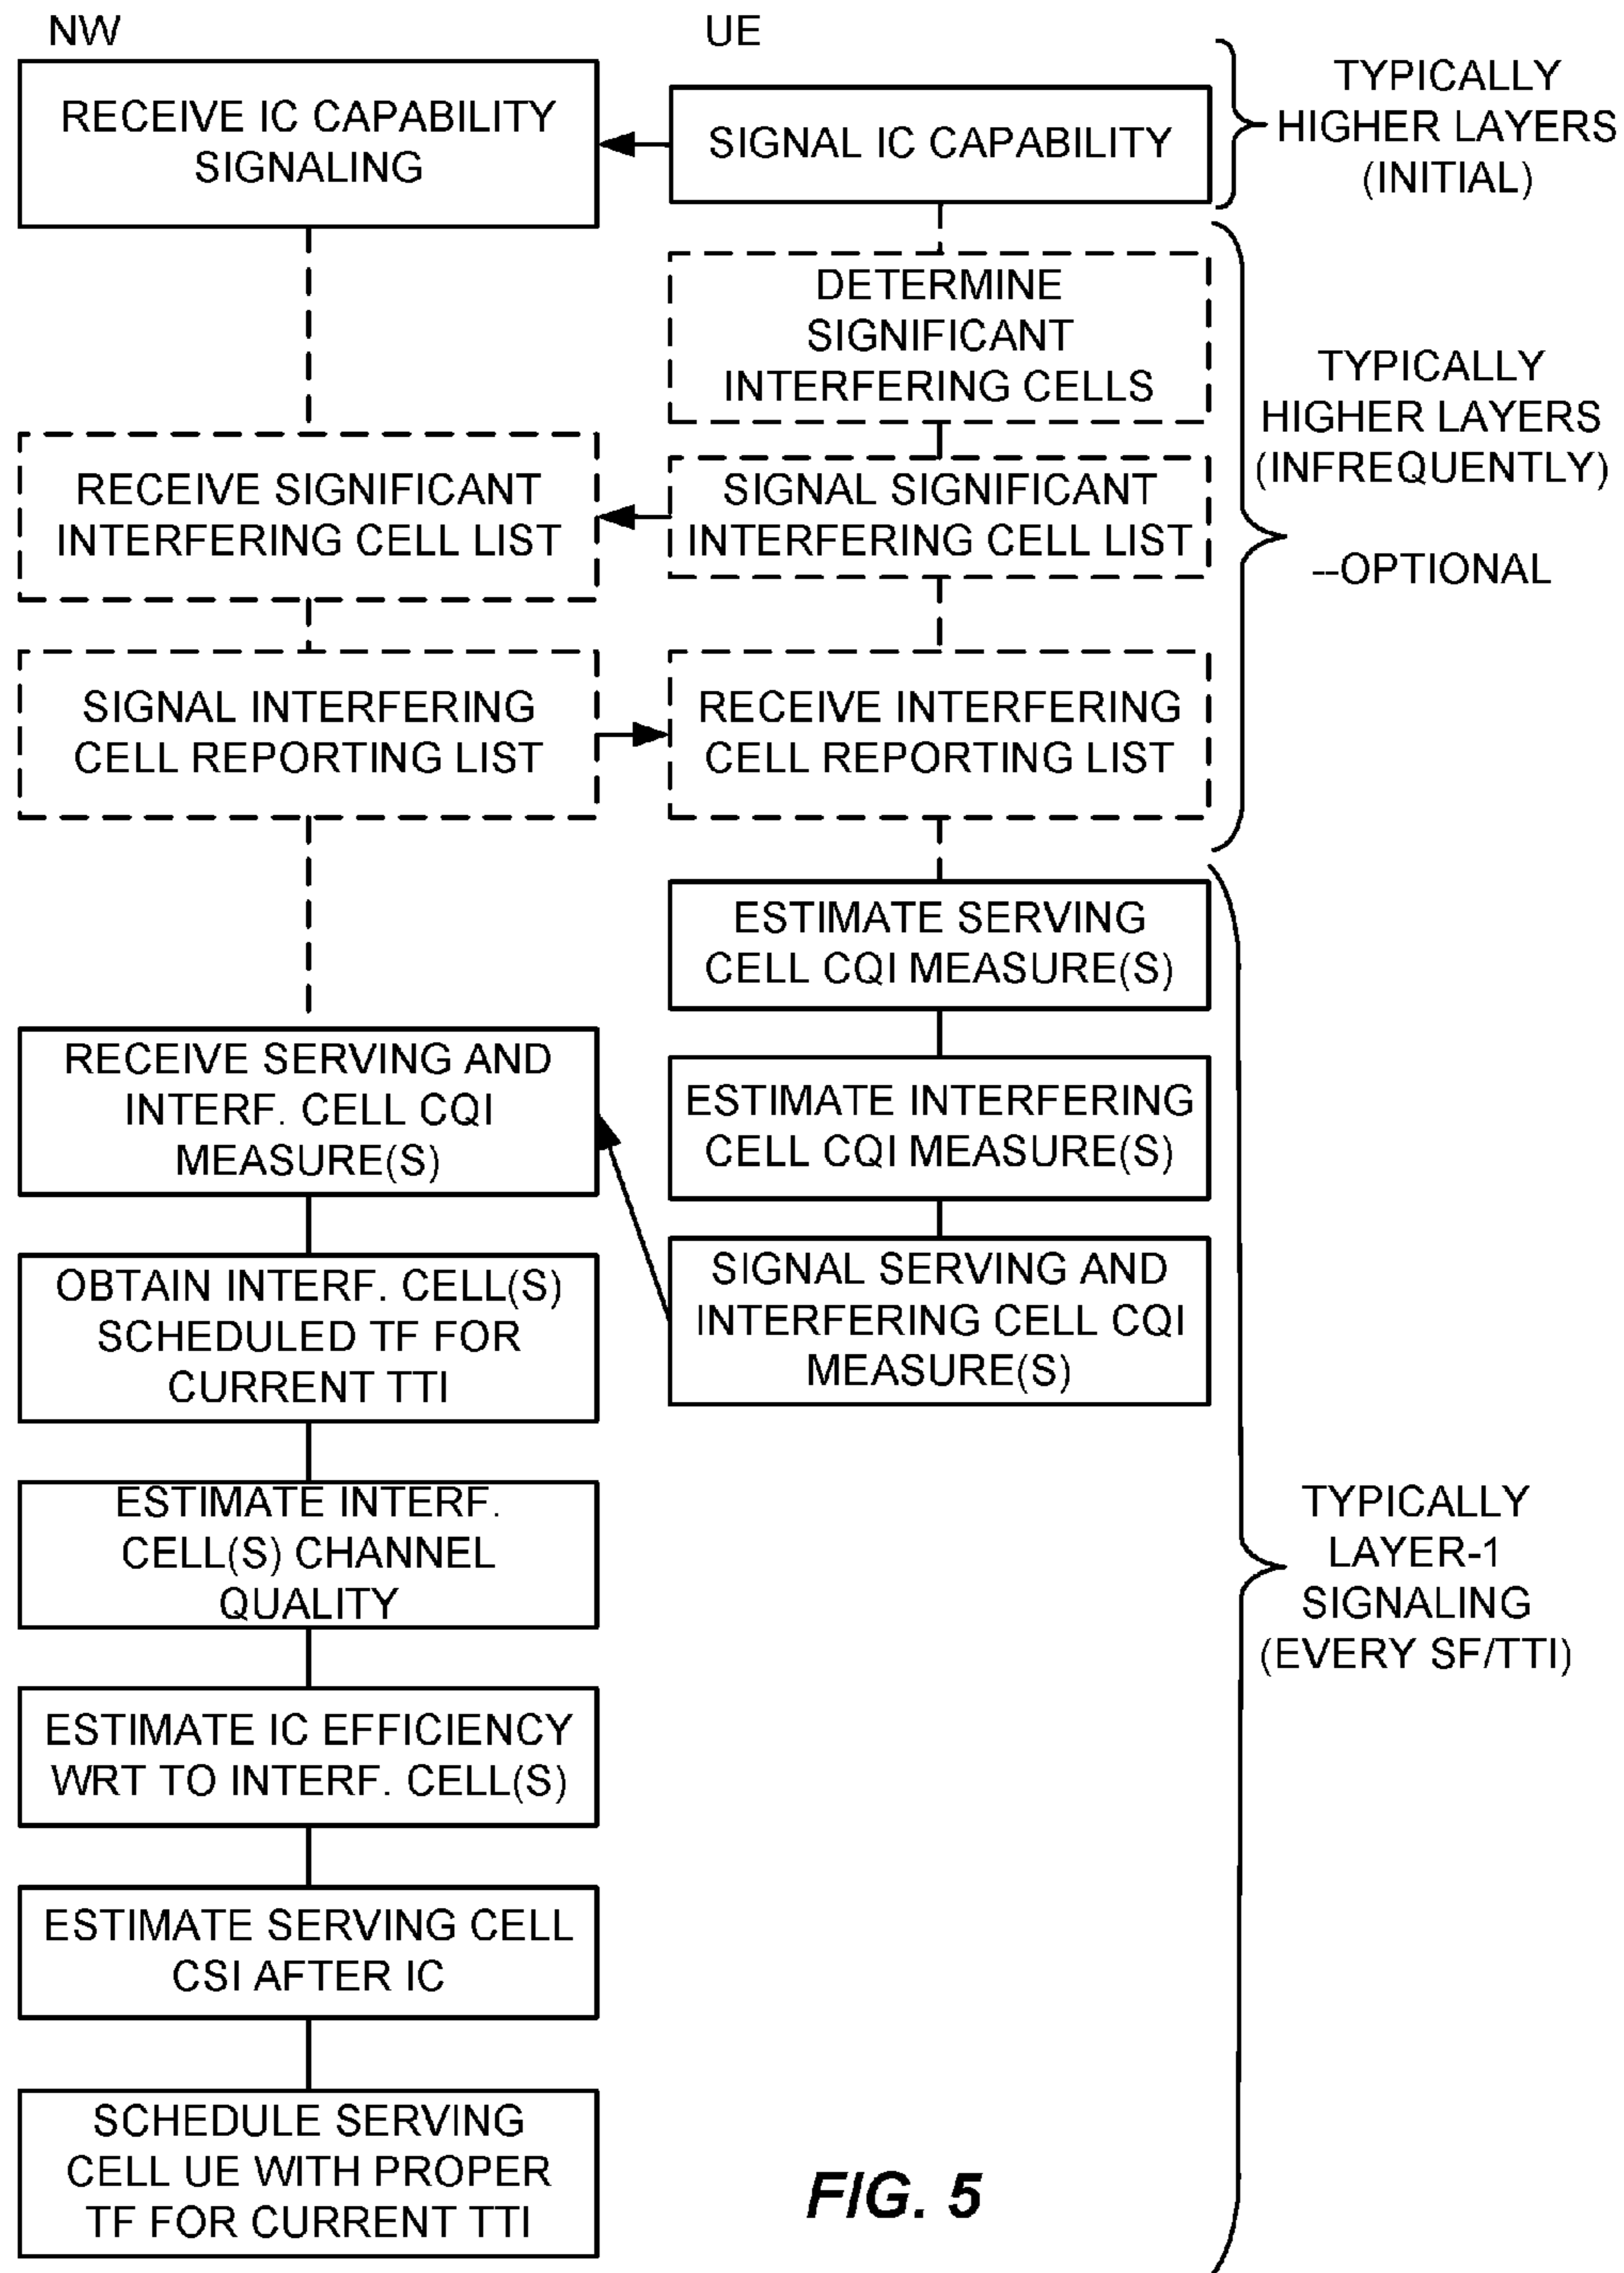 NW
UE
RECEIVE IC CAPABILITY
SIGNALING
SIGNAL IC CAPABILITY
TYPICALLY
HIGHER LAYERS
(INITIAL)
DETERMINE
SIGNIFICANT
INTERFERING CELLS
TYPICALLY
HIGHER LAYERS
(INFREQUENTLY)
--OPTIONAL
RECEIVE SIGNIFICANT
INTERFERING CELL LIST
SIGNAL SIGNIFICANT
INTERFERING CELL LIST
SIGNAL INTERFERING
CELL REPORTING LIST
RECEIVE INTERFERING
CELL REPORTING LIST
ESTIMATE SERVING
CELL CQI MEASURE(S)
RECEIVE SERVING AND
INTERF. CELL CQI
MEASURE(S)
ESTIMATE INTERFERING
CELL CQI MEASURE(S)
SIGNAL SERVING AND
INTERFERING CELL CQI
MEASURE(S)
OBTAIN INTERF. CELL(S)
SCHEDULED TF FOR
CURRENT TTI
ESTIMATE INTERF.
CELL(S) CHANNEL
QUALITY
TYPICALLY
LAYER-1
SIGNALING
(EVERY SF/TTI)
ESTIMATE IC EFFICIENCY
WRT TO INTERF. CELL(S)
ESTIMATE SERVING CELL
CSI AFTER IC
SCHEDULE SERVING
CELL UE WITH PROPER
TF FOR CURRENT TTI
FIG. 5